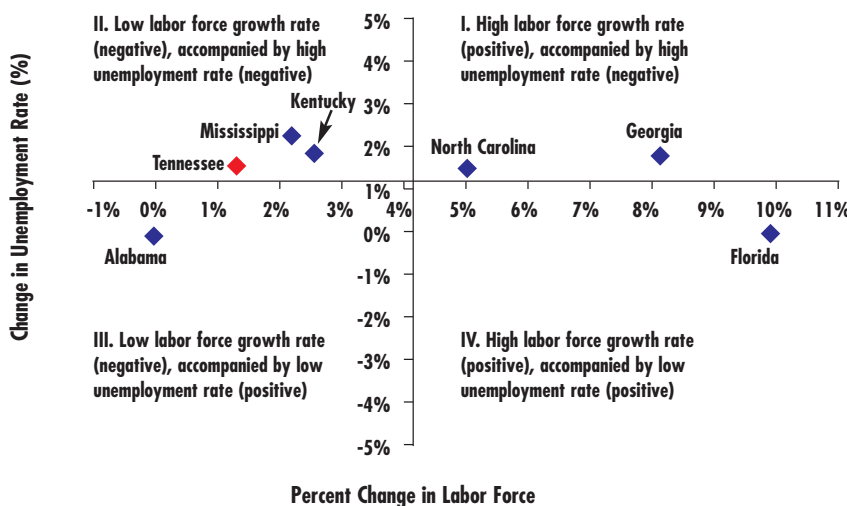 II. Low labor force growth rate
(negative), accompanied by high
unemployment rate (negative)
I. High labor force growth rate
(positive), accompanied by high
unemployment rate (negative)
5%
4%
3%
2%
1%
0%
-1%
-2%
-3%
-4%
-5%
Change in Unemployment Rate (%)
Kentucky
Mississippi
Tennessee
North Carolina
Georgia
-1% 0% 1% 2% 3% 4% 5% 6% 7% 8% 9% 10% 11%
Alabama
Florida
III. Low labor force growth rate
(negative), accompanied by low
unemployment rate (positive)
IV. High labor force growth rate
(positive), accompanied by low
unemployment rate (positive)
Percent Change in Labor Force